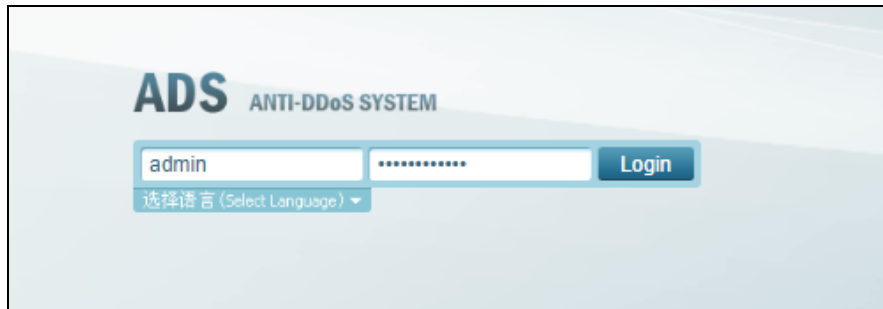 ADS ANTI-DDoS SYSTEM
admin •••••••••••• Login
选择语言(Select Language)